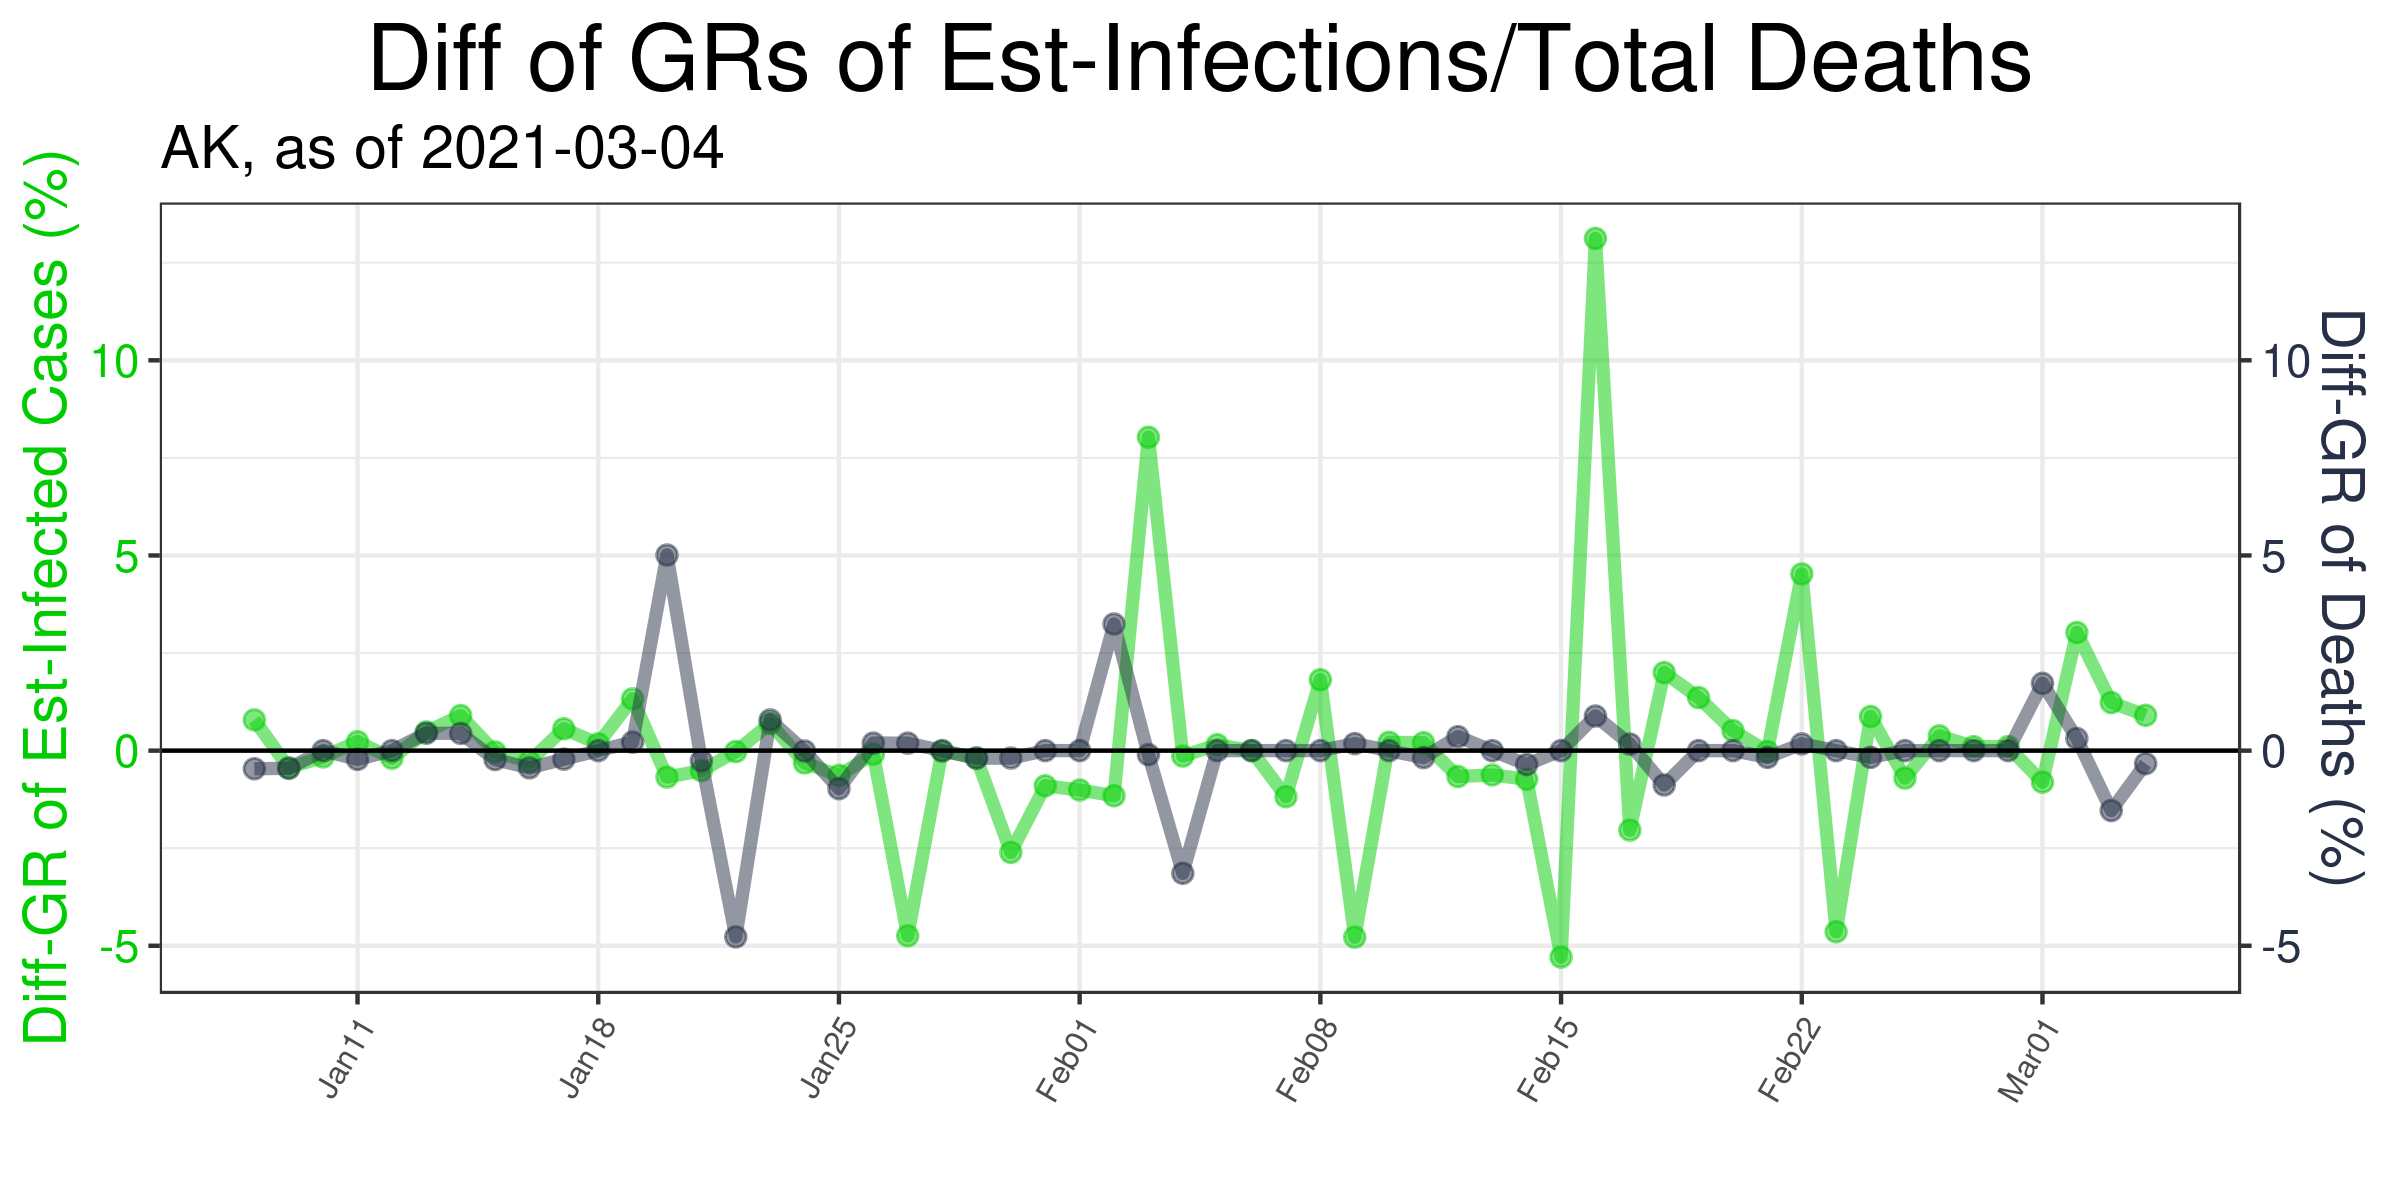 Diff of GRs of Est-Infections/Total Deaths
AK, as of 2021-03-04
Diff-GR of Est-Infected Cases (%)
10
5
0
-5
10
5
0
-5
Diff-GR of Deaths (%)
Jan11
Jan18
Jan25
Feb01
Feb08
Feb15
Feb22
Mar01